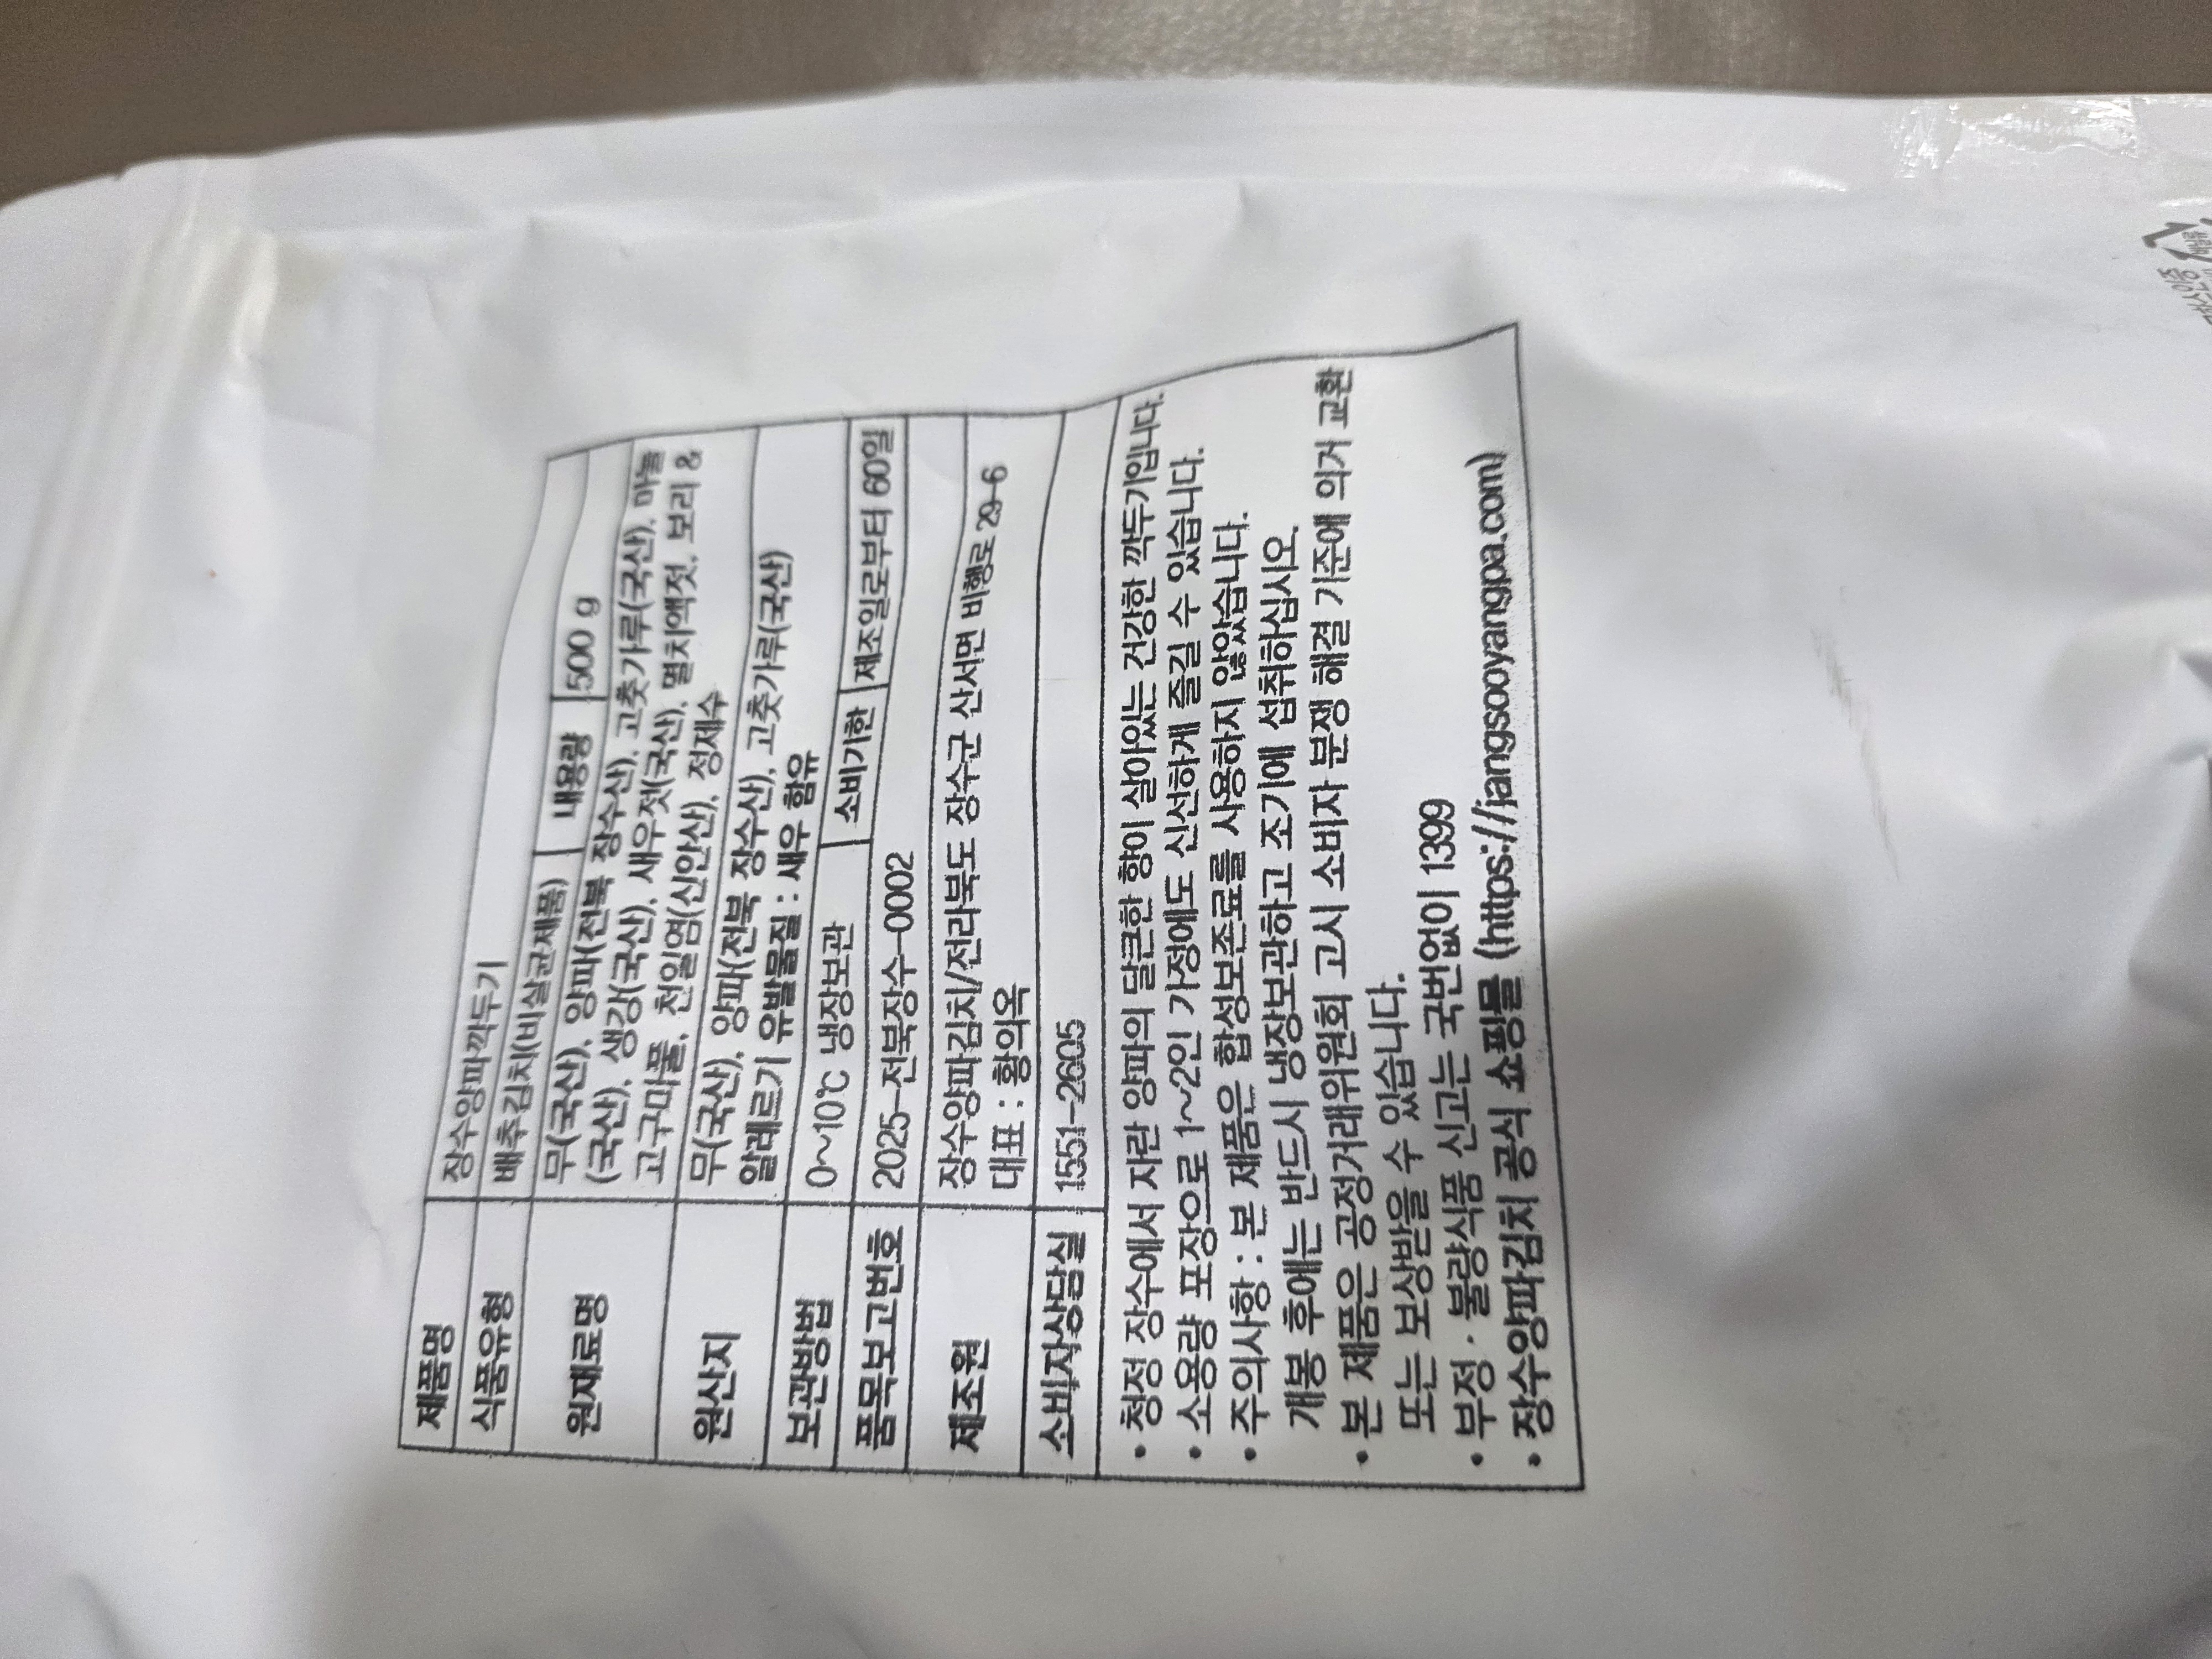 제품명 장수양파깍두기
식품유형 배추김치(비살균제품) 내용량 500 g
원재료명 무(국산), 양파(전북 장수산), 고춧가루(국산), 마늘
(국산), 생강(국산), 새우젓(국산), 멸치액젓, 보리 &
고구마풀, 천일염(신안산), 정제수
원산지 무(국산), 양파(전북 장수산), 고춧가루(국산)
알레르기 유발물질 : 새우 함유
보관방법 0~10℃ 냉장보관 소비기한 제조일로부터 60일
품목보고번호 2025-전북장수-0002
제조원 장수양파김치/전라북도 장수군 산서면 비행로 29-6
대표 : 황의옥
소비자상담실 1551-2605
• 청정 장수에서 자란 양파의 달큰한 향이 살아있는 건강한 깍두기입니다.
• 소용량 포장으로 1~2인 가정에도 신선하게 즐길 수 있습니다.
• 주의사항 : 본 제품은 합성보존료를 사용하지 않았습니다.
개봉 후에는 반드시 냉장보관하고 조기에 섭취하십시오.
• 본 제품은 공정거래위원회 고시 소비자 분쟁 해결 기준에 의거 교환
또는 보상받을 수 있습니다.
• 부정 · 불량식품 신고는 국번없이 1399
• 장수양파김치 공식 쇼핑몰 (https://jangsooyangpa.com)